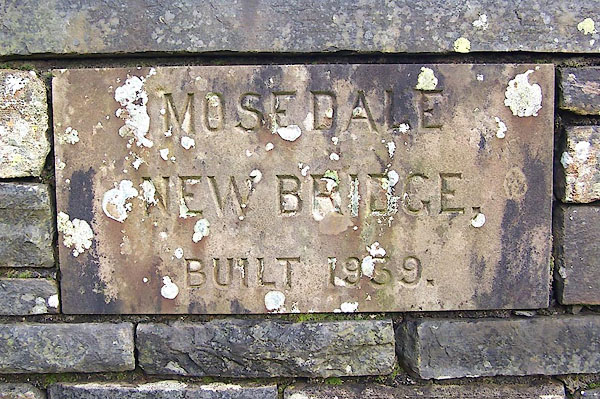 MOSEDALE
NEW BRIDGE,
BUILT 1939.